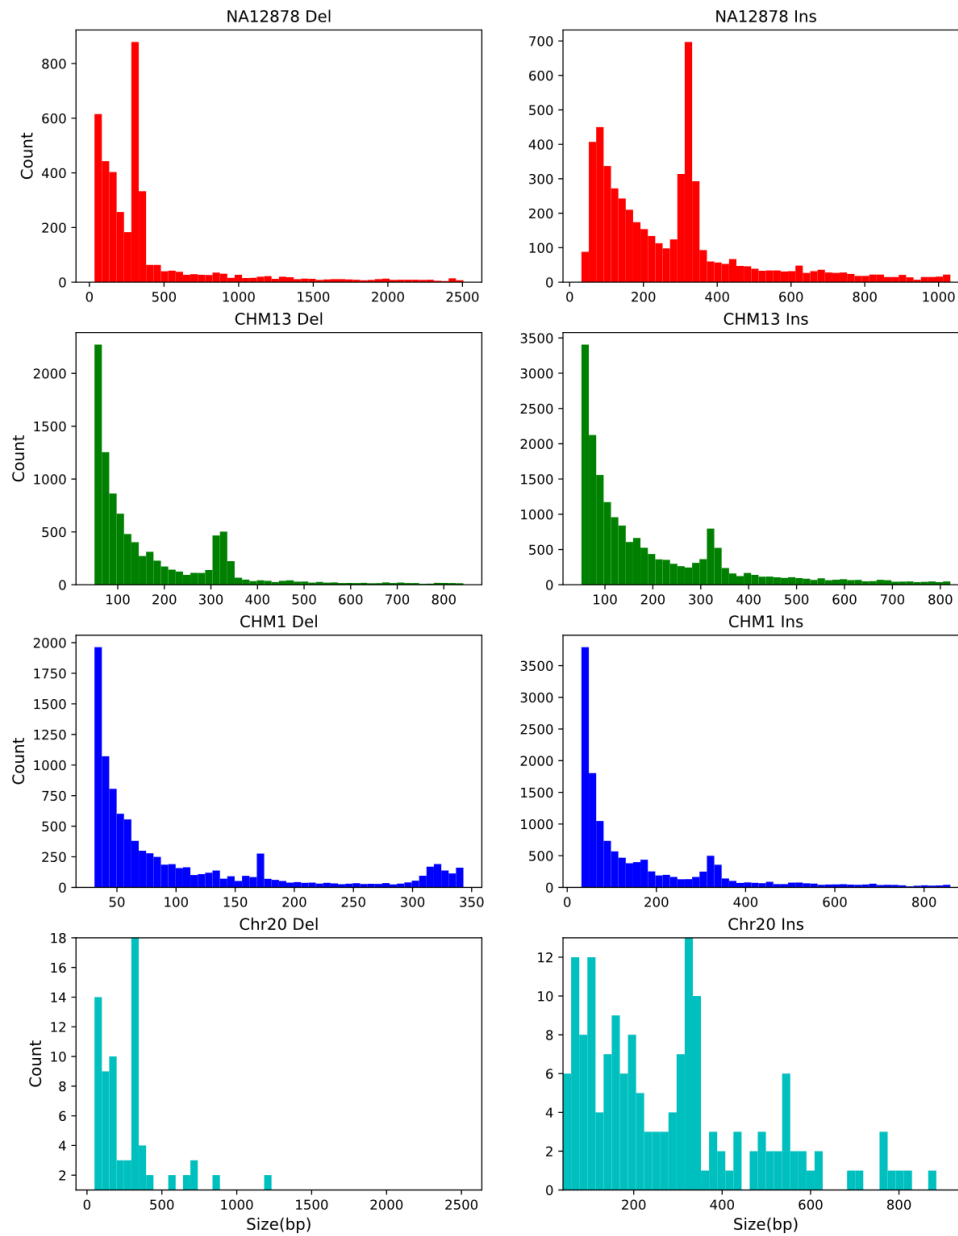 NA12878 Del
NA12878 Ins
Count
800
600
400
200
0
0 500 1000 1500 2000 2500
700
600
500
400
300
200
100
0
0 200 400 600 800 1000
CHM13 Del
CHM13 Ins
Count
2000
1500
1000
500
0
100 200 300 400 500 600 700 800
3500
3000
2500
2000
1500
1000
500
0
100 200 300 400 500 600 700 800
CHM1 Del
CHM1 Ins
Count
2000
1750
1500
1250
1000
750
500
250
0
50 100 150 200 250 300 350
3500
3000
2500
2000
1500
1000
500
0
0 200 400 600 800
Chr20 Del
Chr20 Ins
Count
18
16
14
12
10
8
6
4
2
0 500 1000 1500 2000 2500
Size(bp)
12
10
8
6
4
2
0
200 400 600 800
Size(bp)